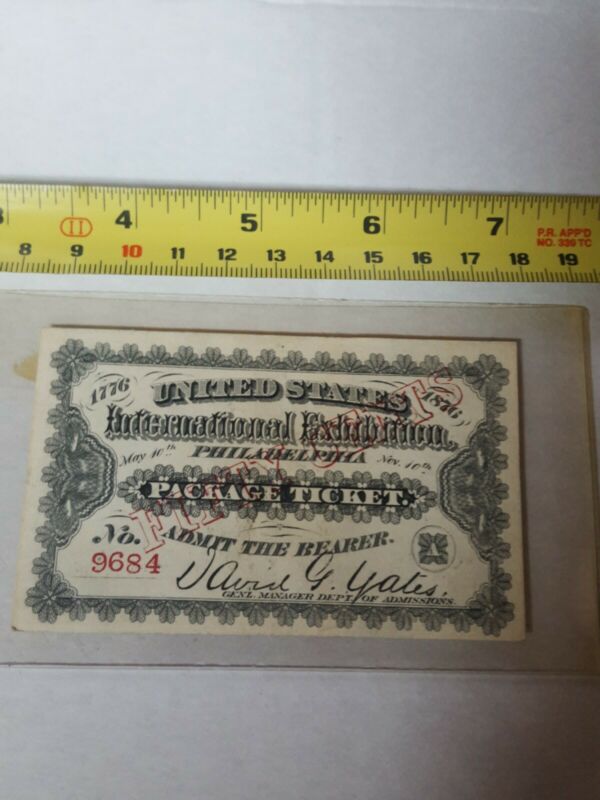 3 4 5 6 7
P.R. APP'D
NO. 339 TC
8 9 10 11 12 13 14 15 16 17 18 19
II
1776 1876
UNITED STATES
International Exhibition,
PHILADELPHIA
May 10th Nov. 10th
PACKAGE TICKET.
FIFTY CENTS
No. ADMIT THE BEARER.
9684
David G. Yates,
GENL. MANAGER DEPT. OF ADMISSIONS